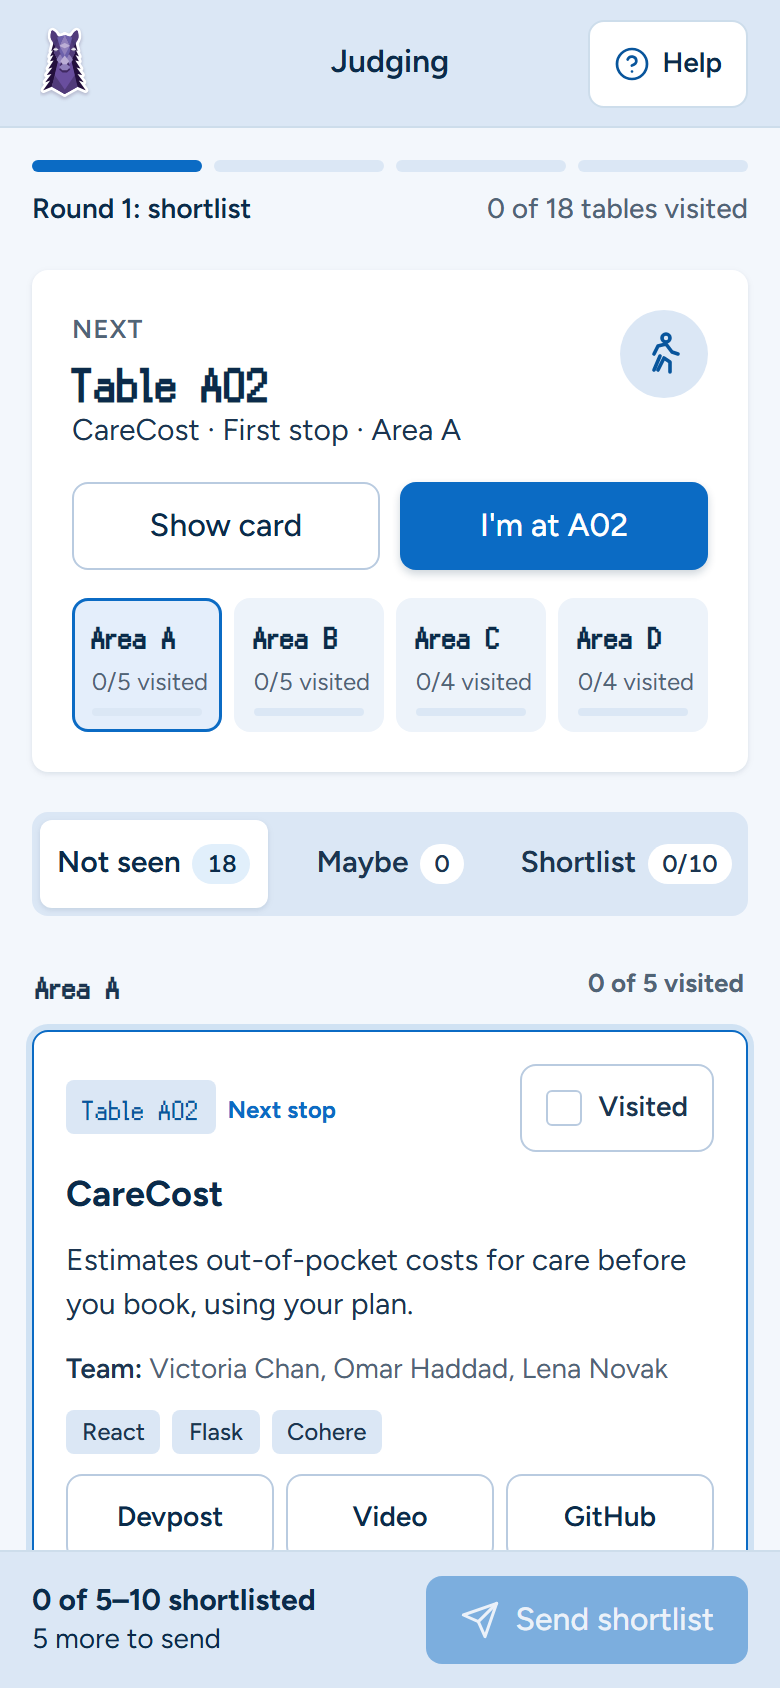 Judging
Help
Round 1: shortlist
0 of 18 tables visited
NEXT
Table A02
CareCost · First stop · Area A
Show card
I'm at A02
Area A
0/5 visited
Area B
0/5 visited
Area C
0/4 visited
Area D
0/4 visited
Not seen 18
Maybe 0
Shortlist 0/10
Area A
0 of 5 visited
Table A02
Next stop
Visited
CareCost
Estimates out-of-pocket costs for care before
you book, using your plan.
Team: Victoria Chan, Omar Haddad, Lena Novak
React
Flask
Cohere
Devpost
Video
GitHub
0 of 5–10 shortlisted
5 more to send
Send shortlist